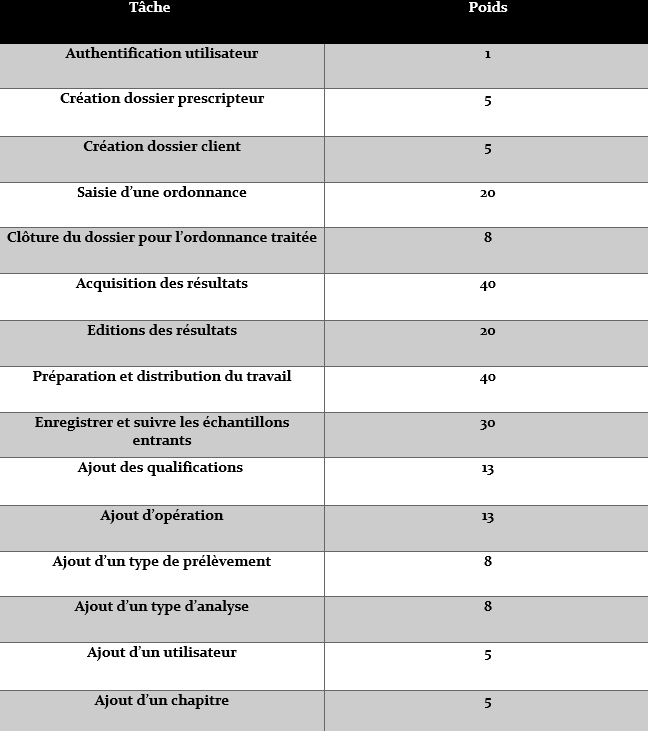 Tâche Poids
Authentification utilisateur 1
Création dossier prescripteur 5
Création dossier client 5
Saisie d’une ordonnance 20
Clôture du dossier pour l’ordonnance traitée 8
Acquisition des résultats 40
Editions des résultats 20
Préparation et distribution du travail 40
Enregistrer et suivre les échantillons 30
entrants
Ajout des qualifications 13
Ajout d’opération 13
Ajout d’un type de prélèvement 8
Ajout d’un type d’analyse 8
Ajout d’un utilisateur 5
Ajout d’un chapitre 5